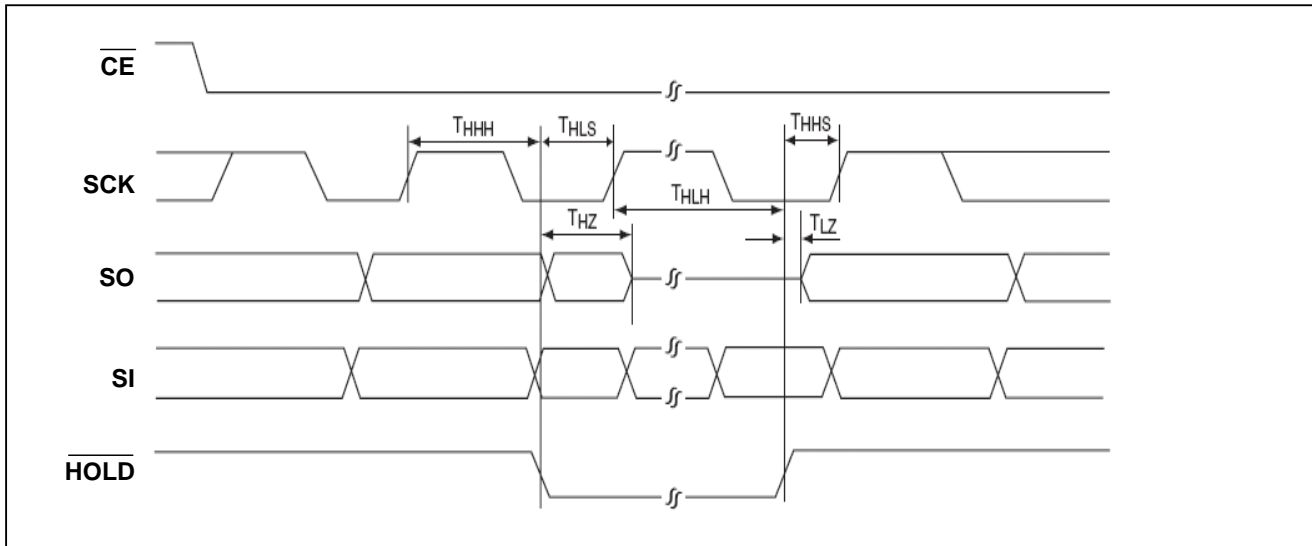 CE
THHH
THLS
THHS
SCK
THLH
THZ
TLZ
SO
SI
HOLD